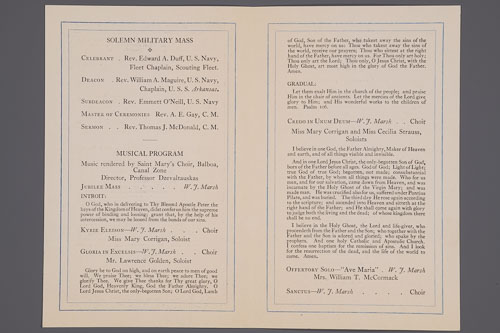 SOLEMN MILITARY MASS
CELEBRANT . Rev. Edward A. Duff, U. S. Navy,
Fleet Chaplain, Scouting Fleet.
DEACON . Rev. William A. Maguire, U. S. Navy,
Chaplain, U. S. S. Arkansas.
SUBDEACON . Rev. Emmett O'Neill, U. S. Navy
MASTER OF CEREMONIES Rev. A. E. Gay, C. M.
SERMON . . Rev. Thomas J. McDonald, C. M.
MUSICAL PROGRAM
Music rendered by Saint Mary's Choir, Balboa,
Canal Zone
Director, Professor
JUBILEE MASS . . . . . W. J. Marsh
INTROIT:
O God, who in delivering to Thy Blessed Apostle Peter the
keys of the Kingdom of Heaven, didst confer on him the supreme
power of binding and loosing; grant that, by the help of his
intercession, we may be loosed from the bonds of our sins.
KYRIE ELEISON—W. J. Marsh . . . Choir
Miss Mary Corrigan, Soloist
GLORIA IN EXCELSIS—W. J. Marsh . . Choir
Mr. Lawrence Golden, Soloist
Glory be to God on high, and on earth peace to men of good
will. We praise Thee; we bless Thee; we adore Thee; we
glorify Thee. We give Thee thanks for Thy great glory, O
Lord God, Heavenly King, God the Father Almighty. O
Lord Jesus Christ, the only-begotten Son; O Lord God, Lamb
of God, Son of the Father, who takest away the sins of the
world, have mercy on us: Thou who takest away the sins of
the world, receive our prayers: Thou who sittest at the right
hand of the Father, have mercy on us. For Thou only art holy:
Thou only art the Lord: Thou only, O Jesus Christ, with the
Holy Ghost, art most high in the glory of God the Father.
Amen.
GRADUAL:
Let them exalt Him in the church of the people; and praise
Him in the chair of ancients. Let the mercies of the Lord give
glory to Him; and His wonderful works to the children of
men. Psalm 106.
CREDO IN UNUM DEUM—W. J. Marsh . . Choir
Miss Mary Corrigan and Miss Cecilia Strauss,
Soloists
I believe in one God, the Father Almighty, Maker of Heaven
and earth, and of all things visible and invisible.
And in one Lord Jesus Christ, the only-begotten Son of God,
born of the Father before all ages: God of God; Light of Light;
true God of true God; begotten, not made; consubstantial
with the Father, by whom all things were made. Who for us
men, and for our salvation, came down from Heaven, and was
incarnate by the Holy Ghost of the Virgin Mary; and was
made man. He was crucified also for us, suffered under Pontius
Pilate, and was buried. The third day He rose again according
to the scripture; and ascended into Heaven and sitteth at the
right hand of the Father; and He shall come again with glory
to judge both the living and the dead; of whose kingdom there
shall be no end.
I believe in the Holy Ghost, the Lord and life-giver, who
proceedeth from the Father and the Son; who together with the
Father and the Son is adored and glorified; who spake by the
prophets. And one holy Catholic and Apostolic Church.
I confess one baptism for the remission of sins. And I look
for the resurrection of the dead, and the life of the world to
come. Amen.
OFFERTORY SOLO—"Ave Maria" . W. J. Marsh
Mrs. William T. McCormack
SANCTUS—W. J. Marsh . . . . . Choir